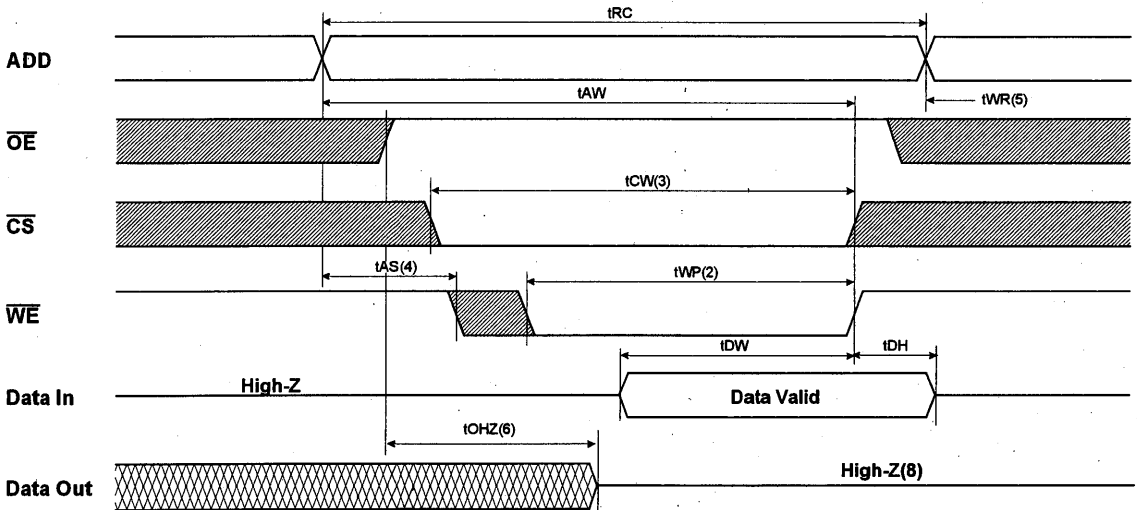 tRC
ADD
tAW
tWR(5)
OE
tCW(3)
CS
tAS(4)
tWP(2)
WE
tDW
tDH
High-Z
Data In
Data Valid
tOHZ(6)
High-Z(8)
Data Out